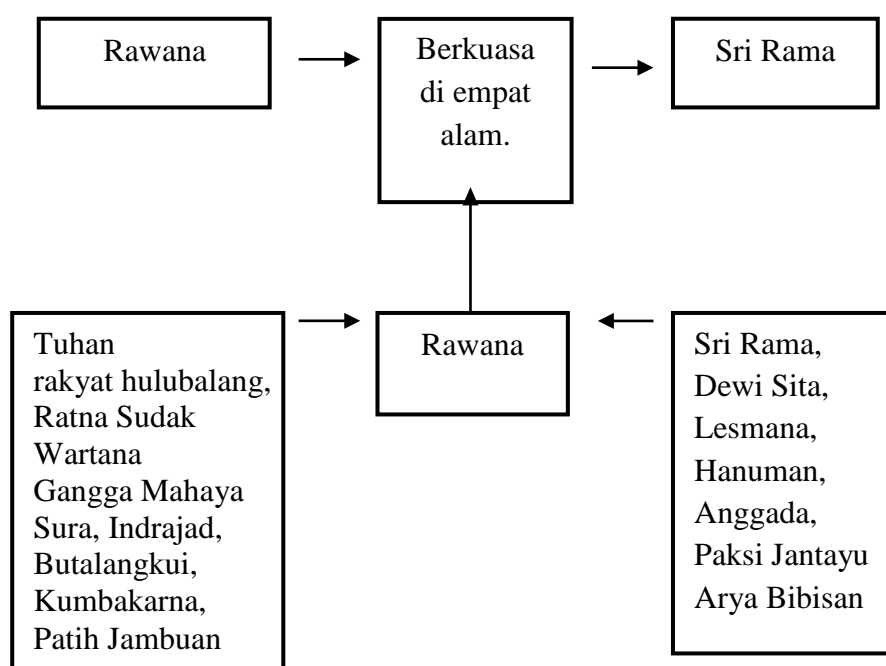 Rawana
Berkuasa
di empat
alam.
Sri Rama
Tuhan
rakyat hulubalang,
Ratna Sudak
Wartana
Gangga Mahaya
Sura, Indrajad,
Butalangkui,
Kumbakarna,
Patih Jambuan
Rawana
Sri Rama,
Dewi Sita,
Lesmana,
Hanuman,
Anggada,
Paksi Jantayu
Arya Bibisan